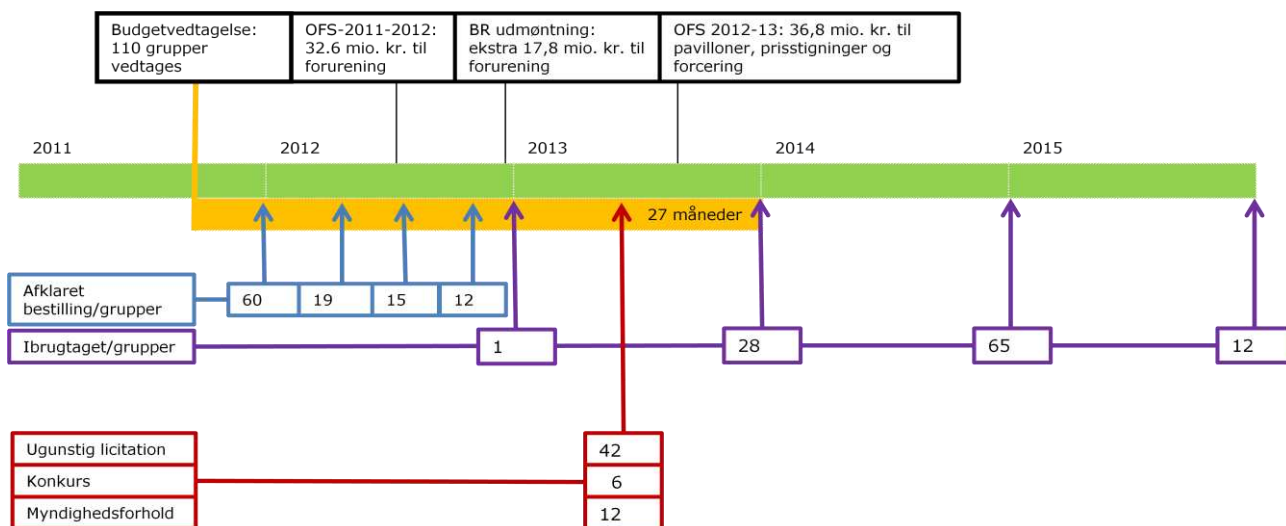 Budgetvedtagelse:
110 grupper
vedtages
OFS-2011-2012:
32.6 mio. kr. til
forurening
BR udmøntning:
ekstra 17,8 mio. kr. til
forurening
OFS 2012-13: 36,8 mio. kr. til
pavilloner, prisstigninger og
forcering
2011
2012
2013
2014
2015
27 måneder
Afklaret
bestilling/grupper
60
19
15
12
Ibrugtaget/grupper
1
28
65
12
Ugunstig licitation
42
Konkurs
6
Myndighedsforhold
12